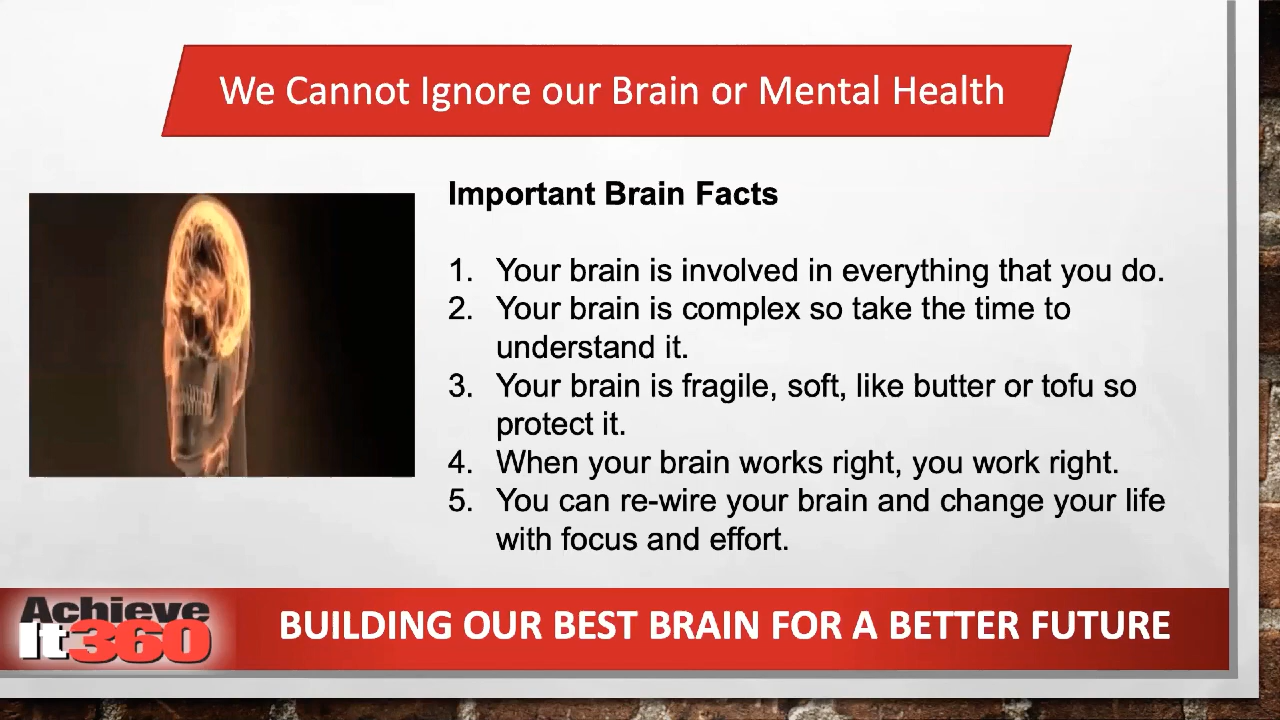 We Cannot Ignore our Brain or Mental Health
Important Brain Facts
1. Your brain is involved in everything that you do.
2. Your brain is complex so take the time to
understand it.
3. Your brain is fragile, soft, like butter or tofu so
protect it.
4. When your brain works right, you work right.
5. You can re-wire your brain and change your life
with focus and effort.
Achieve
It360
BUILDING OUR BEST BRAIN FOR A BETTER FUTURE